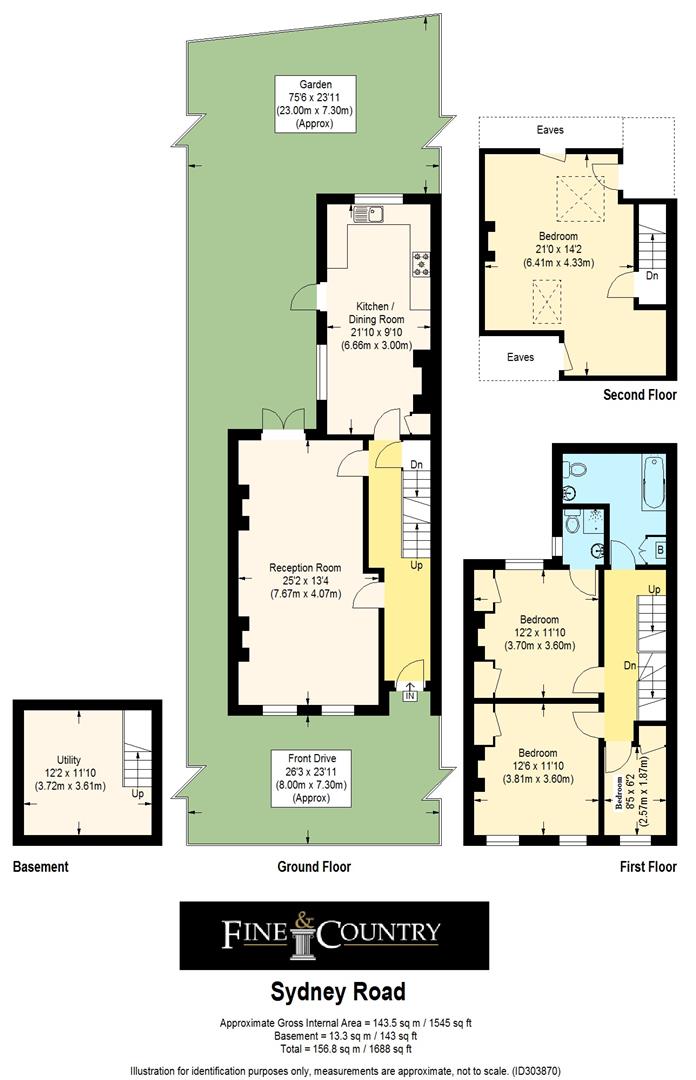 Garden
75'6 x 23'11
(23.00m x 7.30m)
(Approx)
Eaves
Bedroom
21'0 x 14'2
(6.41m x 4.33m)
Dn
Eaves
Second Floor
Kitchen /
Dining Room
21'10 x 9'10
(6.66m x 3.00m)
Dn
Up
Reception Room
25'2 x 13'4
(7.67m x 4.07m)
IN
Front Drive
26'3 x 23'11
(8.00m x 7.30m)
(Approx)
Ground Floor
Utility
12'2 x 11'10
(3.72m x 3.61m)
Up
Basement
B
Up
Dn
Bedroom
12'2 x 11'10
(3.70m x 3.60m)
Bedroom
12'6 x 11'10
(3.81m x 3.60m)
Bedroom
8'5 x 6'2
(2.57m x 1.87m)
First Floor
FINE & COUNTRY
Sydney Road
Approximate Gross Internal Area = 143.5 sq m / 1545 sq ft
Basement = 13.3 sq m / 143 sq ft
Total = 156.8 sq m / 1688 sq ft
Illustration for identification purposes only, measurements are approximate, not to scale. (ID303870)